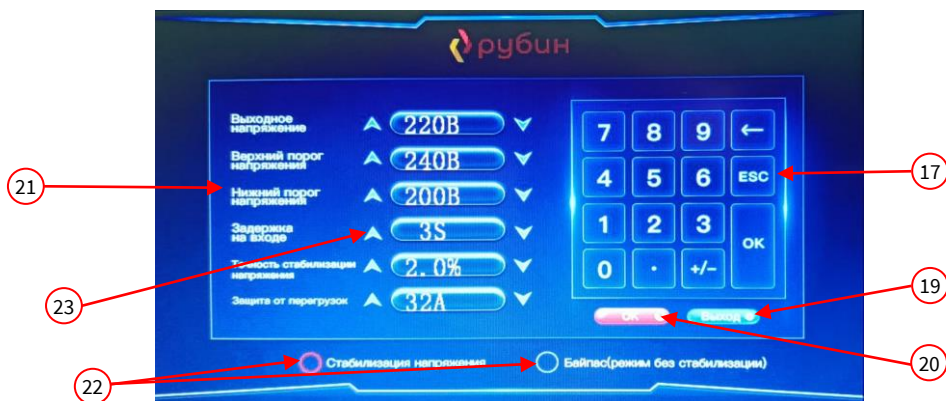 рубин
Выходное
напряжение
220В
Верхний порог
напряжения
240В
Нижний порог
напряжения
200В
Задержка
на входе
3S
Точность стабилизации
напряжения
2.0%
Защита от перегрузок
32А
7 8 9 ←
4 5 6 ESC
1 2 3
OK
0 . +/-
OK
Выход
Стабилизация напряжения
Байпас(режим без стабилизации)
21
23
22
17
19
20